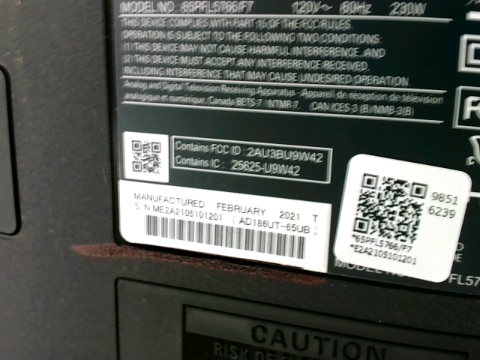 MODEL NO : 65PFL5766/F7 120V~ 60Hz 230W
THIS DEVICE COMPLIES WITH PART 15 OF THE FCC RULES.
OPERATION IS SUBJECT TO THE FOLLOWING TWO CONDITIONS:
(1) THIS DEVICE MAY NOT CAUSE HARMFUL INTERFERENCE, AND
(2) THIS DEVICE MUST ACCEPT ANY INTERFERENCE RECEIVED,
INCLUDING INTERFERENCE THAT MAY CAUSE UNDESIRED OPERATION
Analog and Digital Television Receiving Apparatus - Appareil de réception de télévision
analogique et numérique, Canada BETS-7 / NTMR-7. (CAN ICES-3 (B)/NMB-3(B))
Contains FCC ID : 2AU3BU9W42
Contains IC : 25625-U9W42
MANUFACTURED FEBRUARY 2021 T
S/N ME2A2105101201 ( AD186UT-65UB )
9851
6239
*65PFL5766/F7
*E2A2105101201
MODEL
FL57
CAUTION